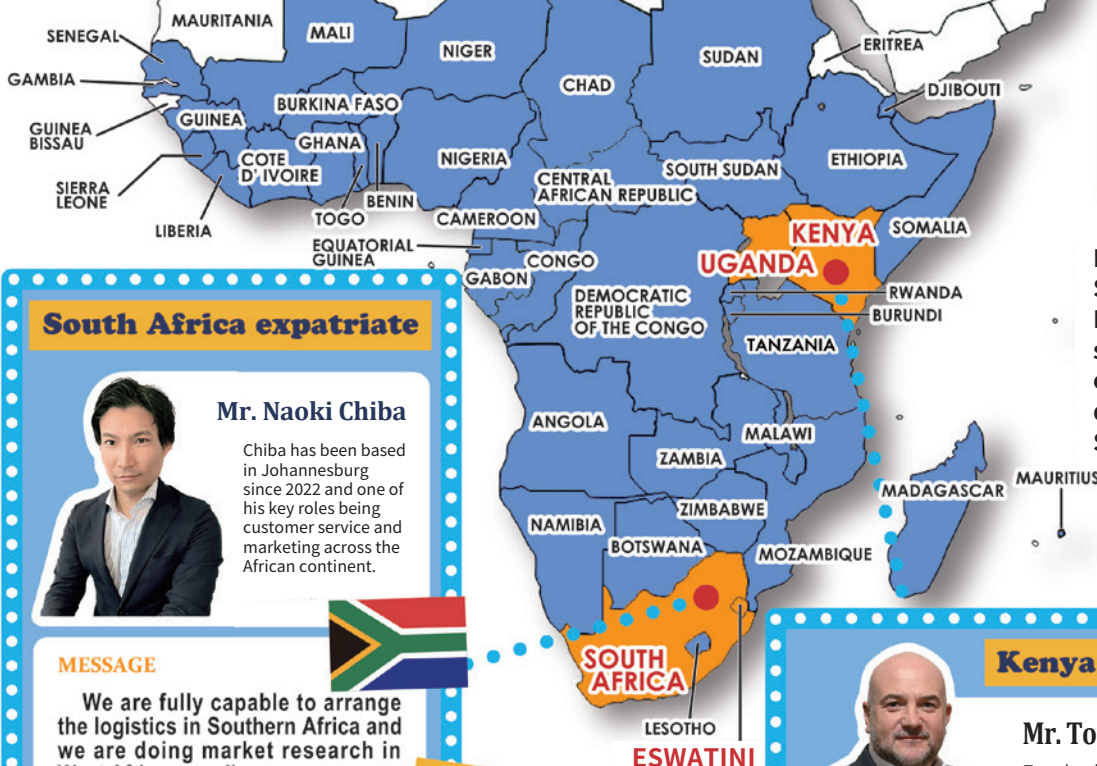 MAURITANIA
SENEGAL
MALI
NIGER
CHAD
SUDAN
ERITREA
GAMBIA
DJIBOUTI
GUINEA
BISSAU
GUINEA
BURKINA FASO
GHANA
COTE
D' IVOIRE
NIGERIA
CENTRAL
AFRICAN REPUBLIC
SOUTH SUDAN
ETHIOPIA
SIERRA
LEONE
LIBERIA
TOGO
BENIN
CAMEROON
EQUATORIAL
GUINEA
GABON
CONGO
DEMOCRATIC
REPUBLIC
OF THE CONGO
UGANDA
KENYA
SOMALIA
RWANDA
BURUNDI
TANZANIA
ANGOLA
ZAMBIA
MALAWI
MADAGASCAR
MAURITIUS
NAMIBIA
ZIMBABWE
BOTSWANA
MOZAMBIQUE
SOUTH
AFRICA
LESOTHO
ESWATINI
South Africa expatriate
Mr. Naoki Chiba
Chiba has been based
in Johannesburg
since 2022 and one of
his key roles being
customer service and
marketing across the
African continent.
MESSAGE
We are fully capable to arrange
the logistics in Southern Africa and
we are doing market research in
Kenya
Mr. To